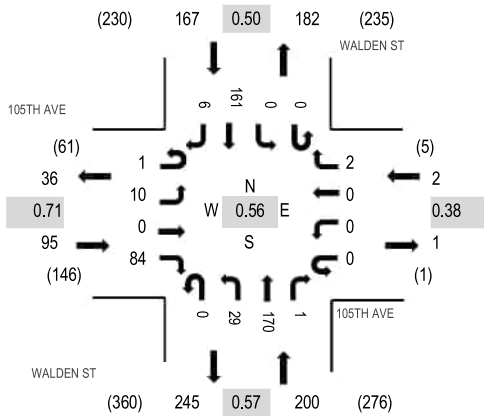 (230) 167 0.50 182 (235)
WALDEN ST
105TH AVE
6 161 0 0
(61) 1 2 (5)
36 2
10 N 0
0.71 W 0.56 E 0.38
0 S 0
95 1
(146) 84 0 (1)
0 29 170 1
105TH AVE
WALDEN ST
(360) 245 0.57 200 (276)